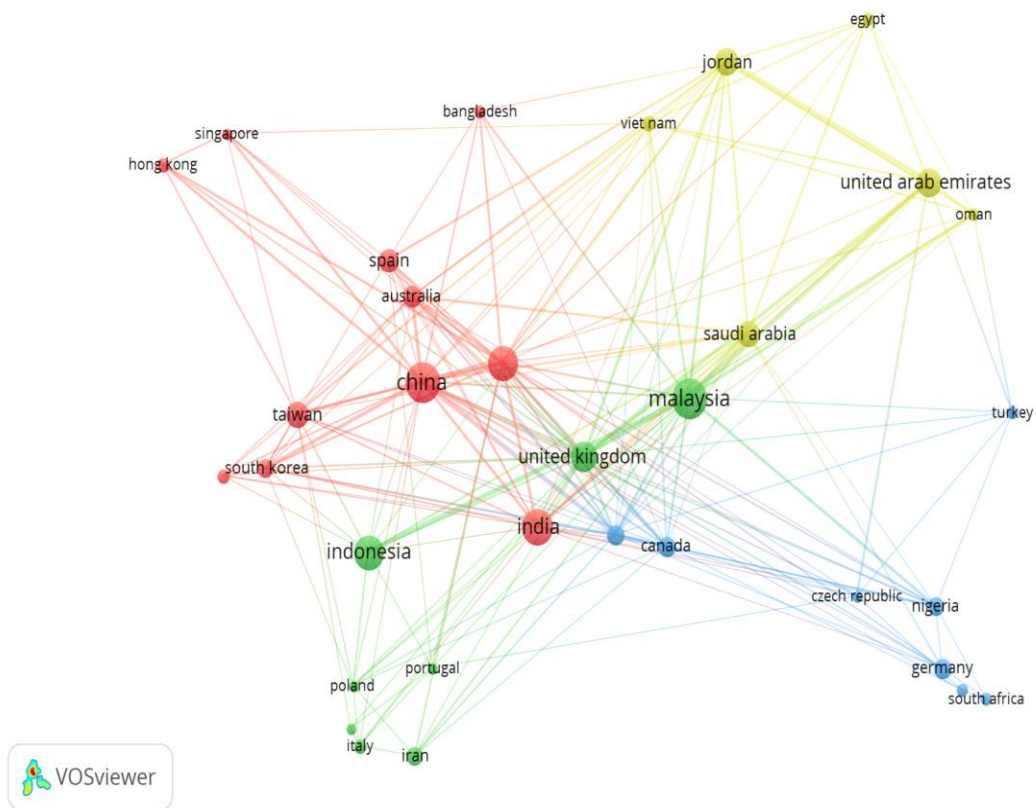 egypt
jordan
bangladesh
viet nam
singapore
hong kong
united arab emirates
oman
spain
australia
saudi arabia
china
malaysia
taiwan
turkey
united kingdom
south korea
india
indonesia
canada
czech republic
nigeria
portugal
germany
poland
south africa
italy
iran
VOSviewer